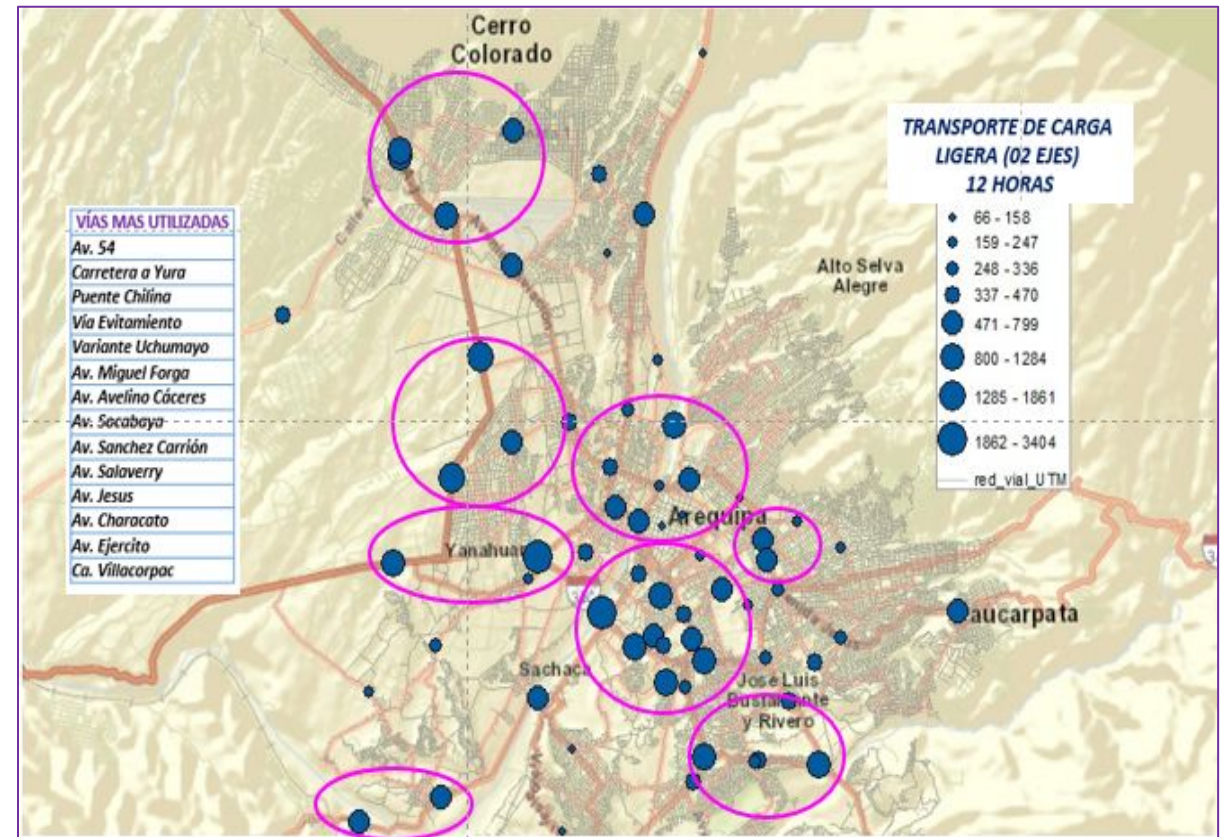 Cerro
Colorado
TRANSPORTE DE CARGA
LIGERA (02 EJES)
12 HORAS
66 - 158
159 - 247
248 - 336
337 - 470
471 - 799
800 - 1284
1285 - 1861
1862 - 3404
red_vial_UTM
VÍAS MAS UTILIZADAS
Av. 54
Carretera a Yura
Puente Chilina
Vía Evitamiento
Variante Uchumayo
Av. Miguel Forga
Av. Avelino Cáceres
Av. Socabaya
Av. Sanchez Carrión
Av. Salaverry
Av. Jesus
Av. Characato
Av. Ejercito
Ca. Villacorpac
Calle A.
Alto Selva
Alegre
Arequipa
Yanahuar
aucarpata
Sachaca
Jose Luis
Bustamante
y Rivero